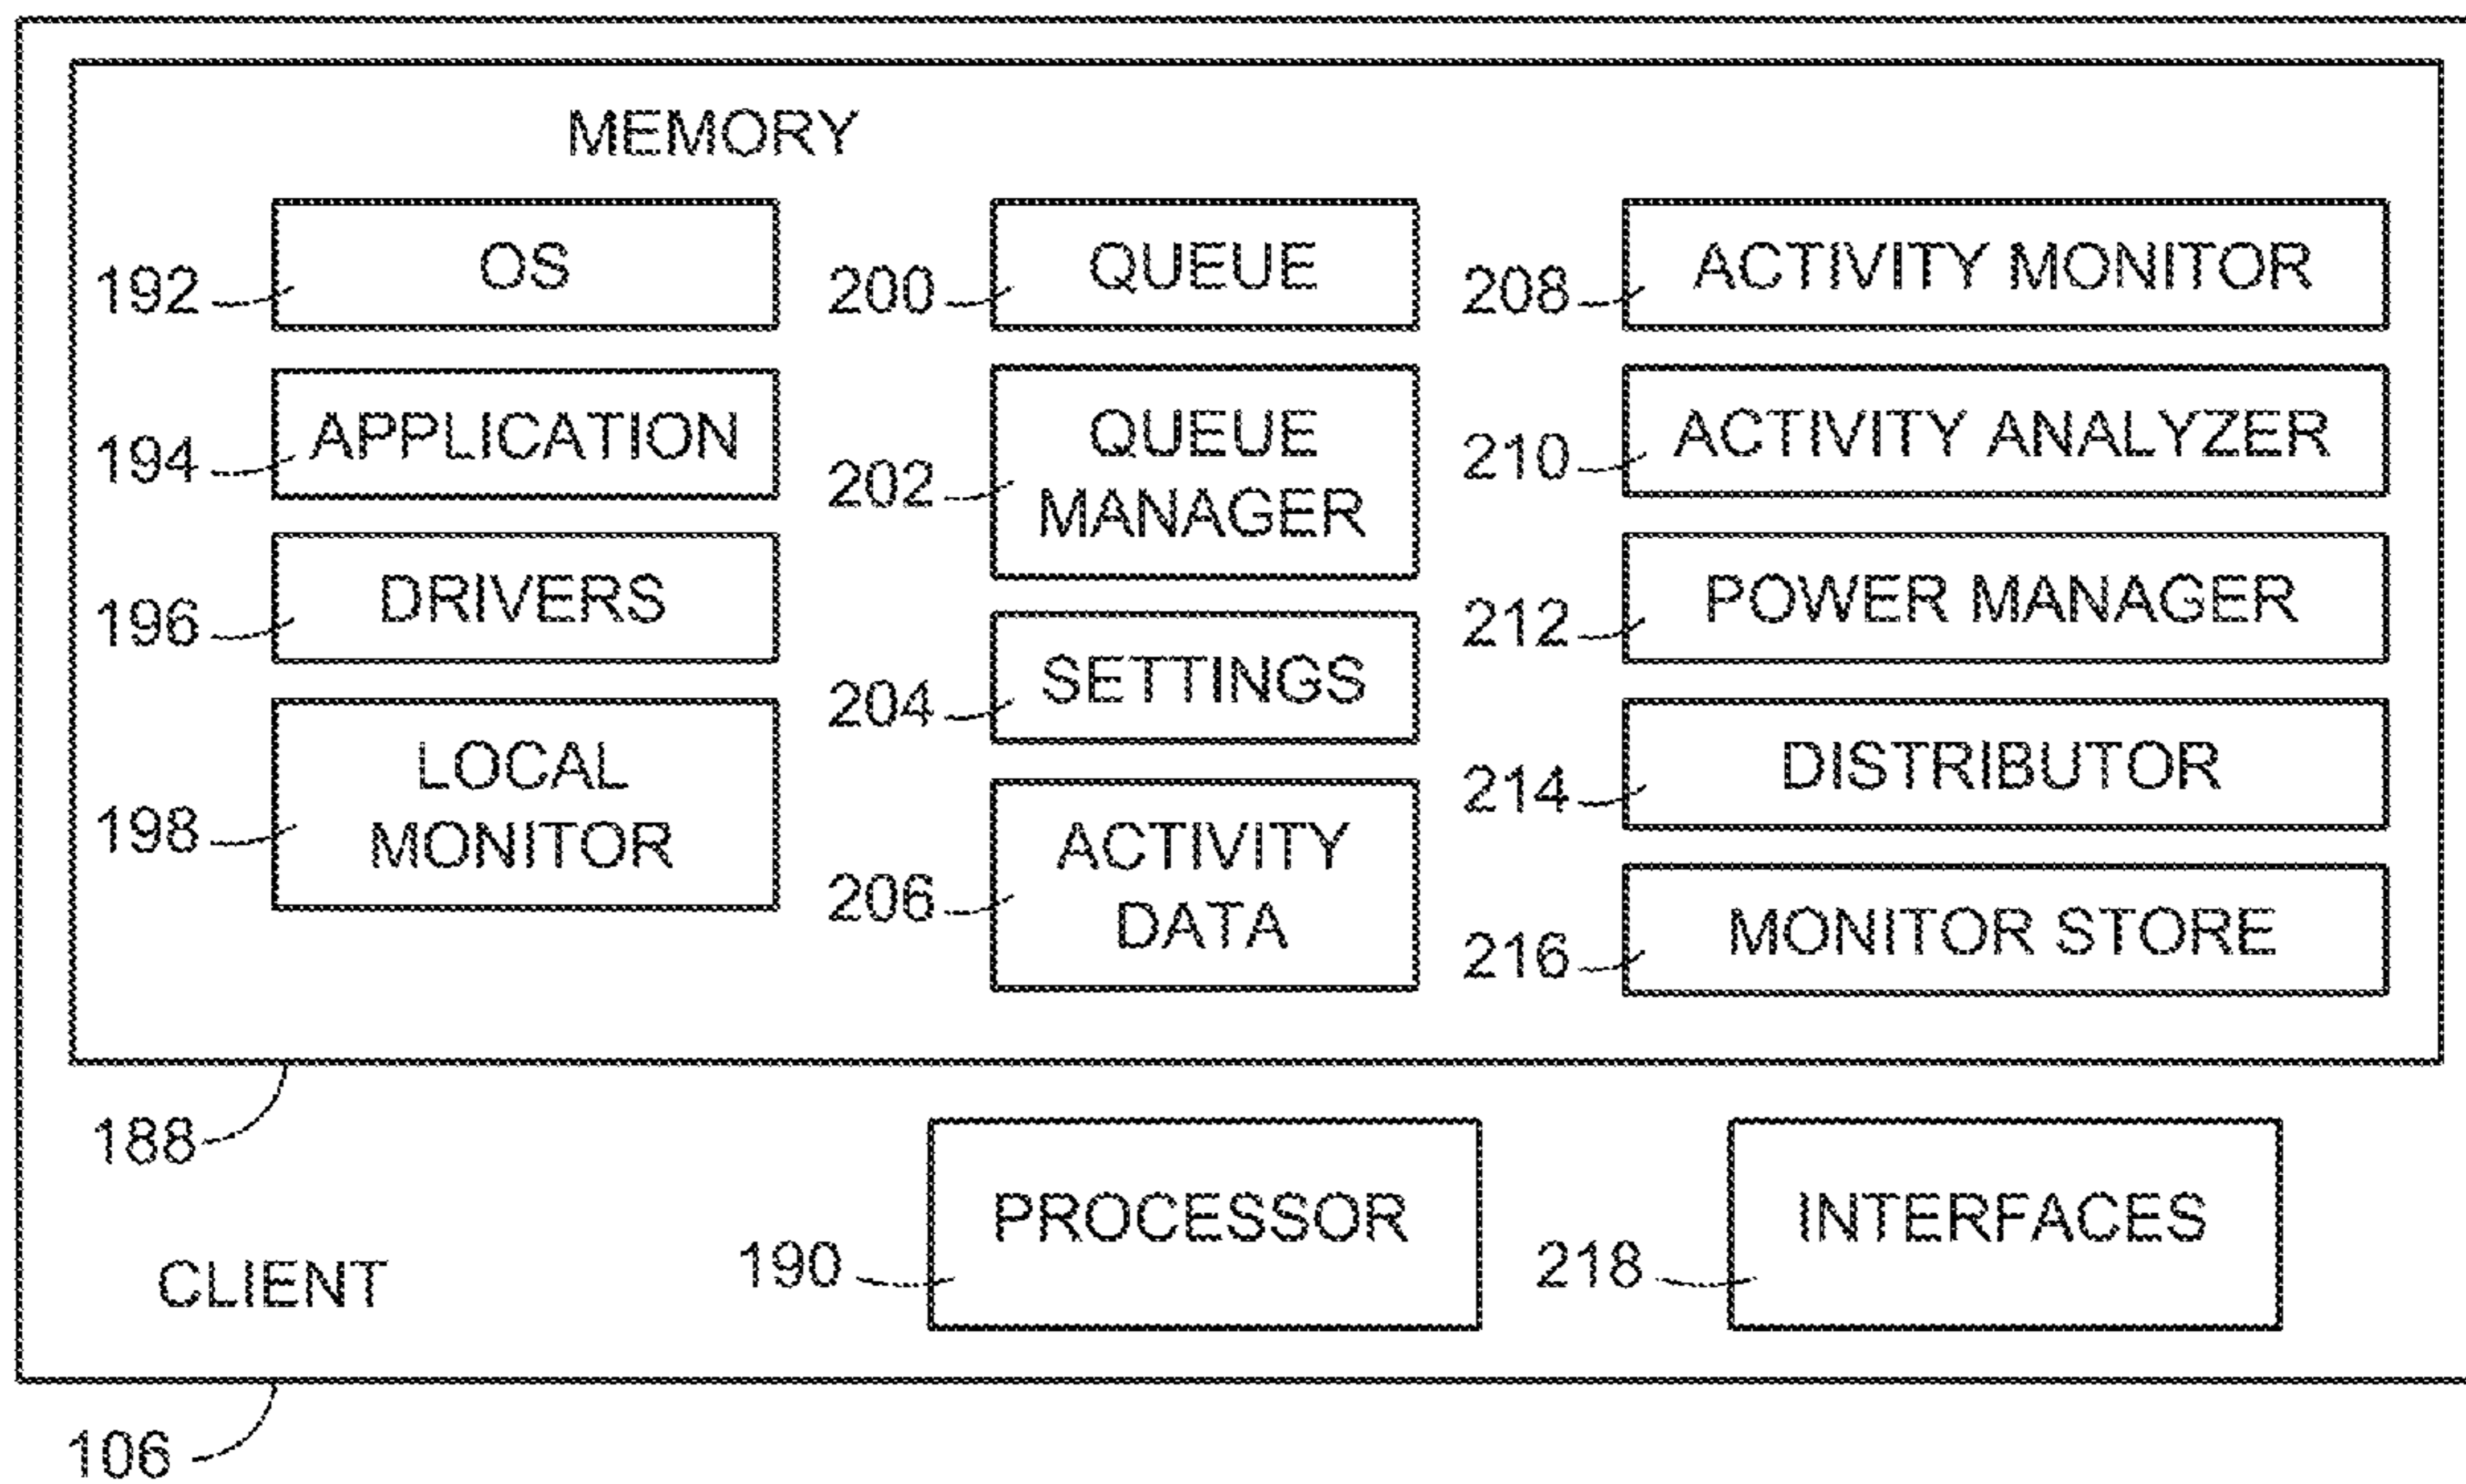 MEMORY
192
OS
194
APPLICATION
196
DRIVERS
198
LOCAL
MONITOR
200
QUEUE
202
QUEUE
MANAGER
204
SETTINGS
206
ACTIVITY
DATA
208
ACTIVITY MONITOR
210
ACTIVITY ANALYZER
212
POWER MANAGER
214
DISTRIBUTOR
216
MONITOR STORE
188
CLIENT
190
PROCESSOR
218
INTERFACES
106